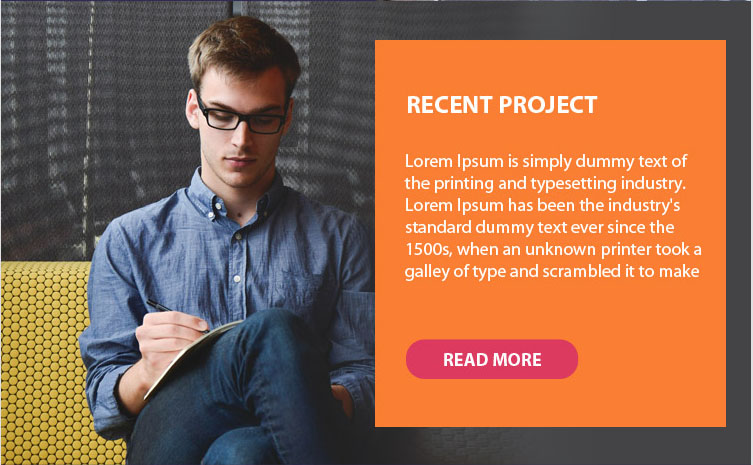 RECENT PROJECT
Lorem Ipsum is simply dummy text of
the printing and typesetting industry.
Lorem Ipsum has been the industry's
standard dummy text ever since the
1500s, when an unknown printer took a
galley of type and scrambled it to make
READ MORE